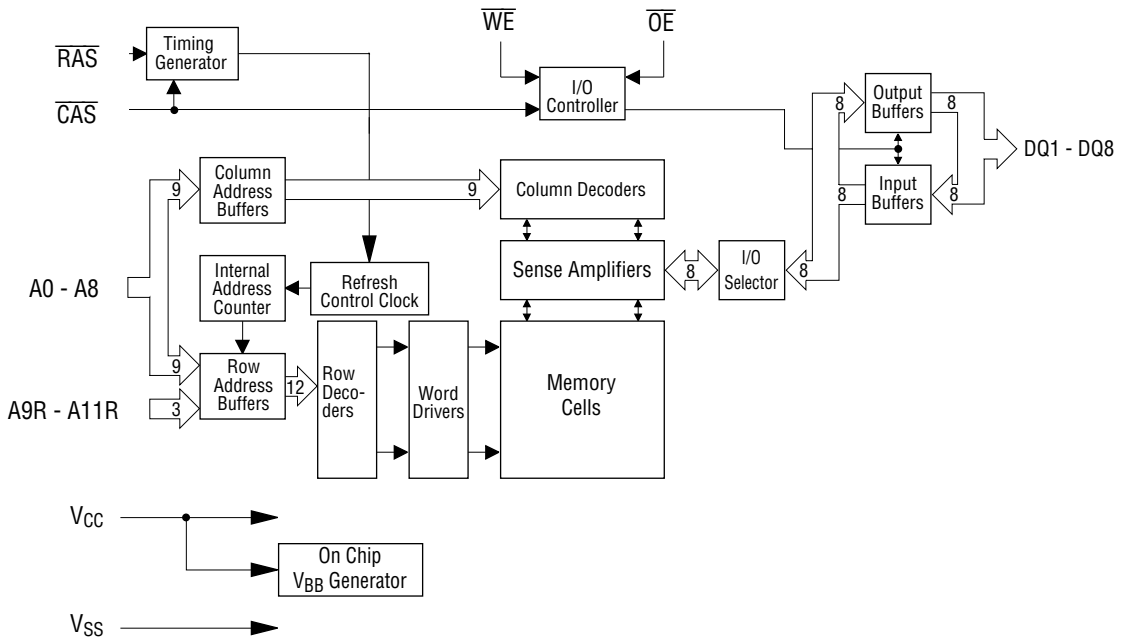 WE
OE
RAS
Timing
Generator
CAS
I/O
Controller
Output
Buffers
8
8
DQ1 - DQ8
Input
Buffers
8
8
9
Column
Address
Buffers
9
Column Decoders
Sense Amplifiers
8
I/O
Selector
8
A0 - A8
Internal
Address
Counter
Refresh
Control Clock
9
Row
Address
Buffers
12
Row
Deco-
ders
Word
Drivers
Memory
Cells
A9R - A11R
3
VCC
On Chip
VBB Generator
VSS